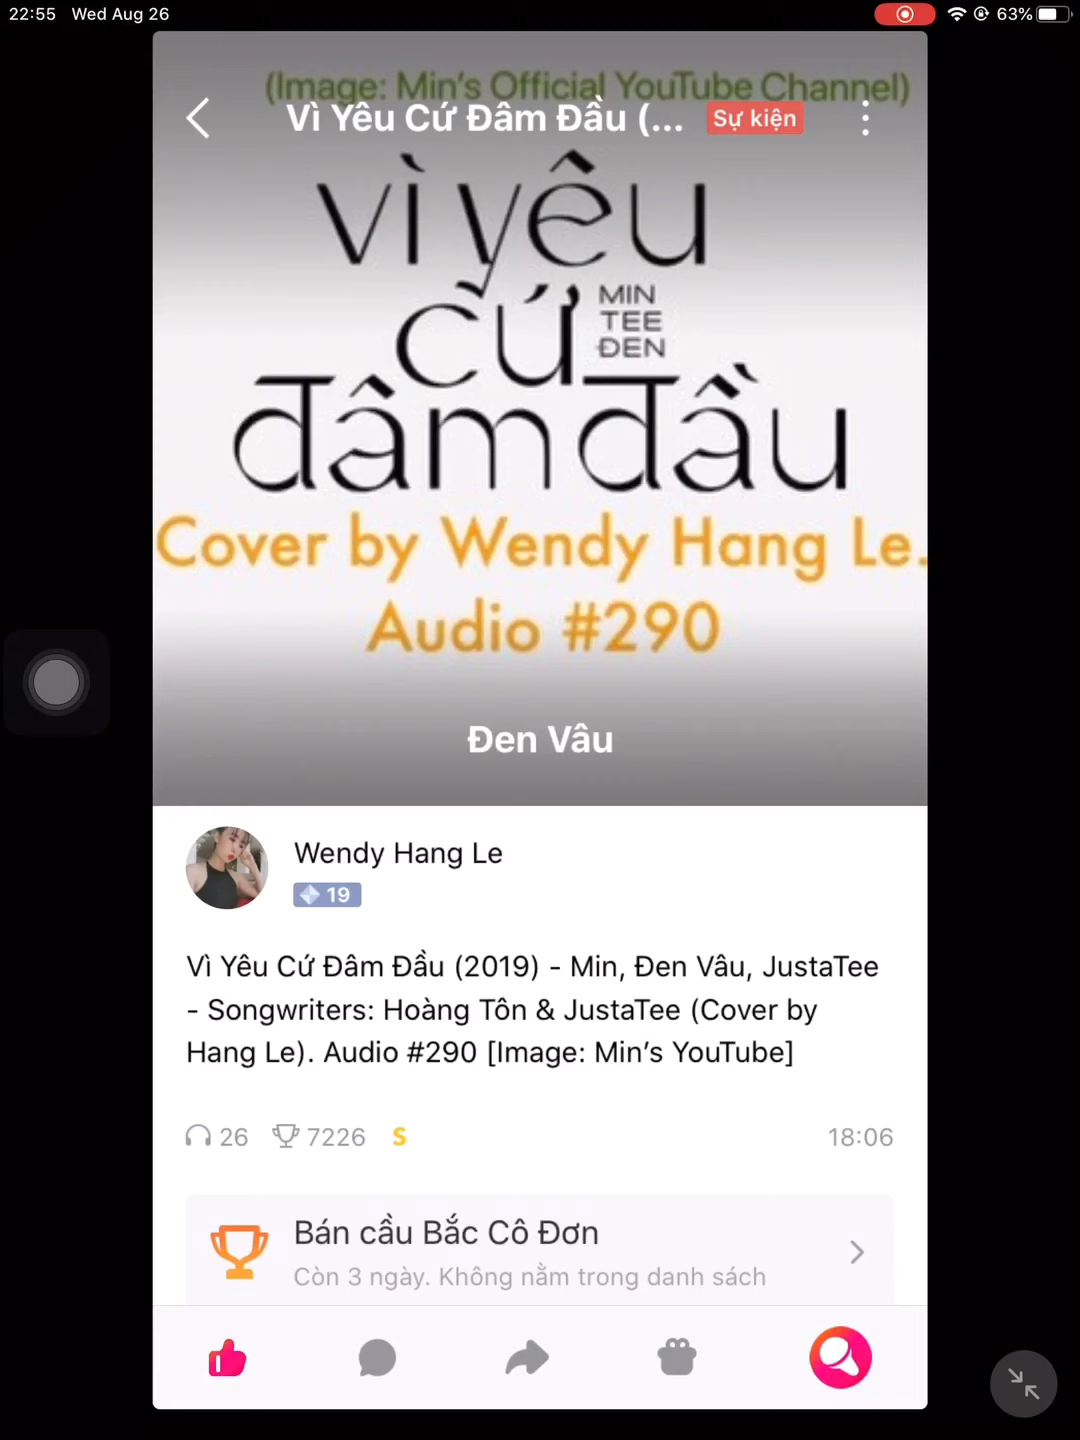 22:55 Wed Aug 26
63%
(Image: Min's Official YouTube Channel)
Vì Yêu Cứ Đâm Đầu (...
Sự kiện
vì yêu
cứ
MIN
TEE
ĐEN
đâm đầu
Cover by Wendy Hang Le.
Audio #290
Đen Vâu
Wendy Hang Le
19
Vì Yêu Cứ Đâm Đầu (2019) - Min, Đen Vâu, JustaTee
- Songwriters: Hoàng Tôn & JustaTee (Cover by
Hang Le). Audio #290 [Image: Min's YouTube]
26 7226 S 18:06
Bán cầu Bắc Cô Đơn
Còn 3 ngày. Không nằm trong danh sách